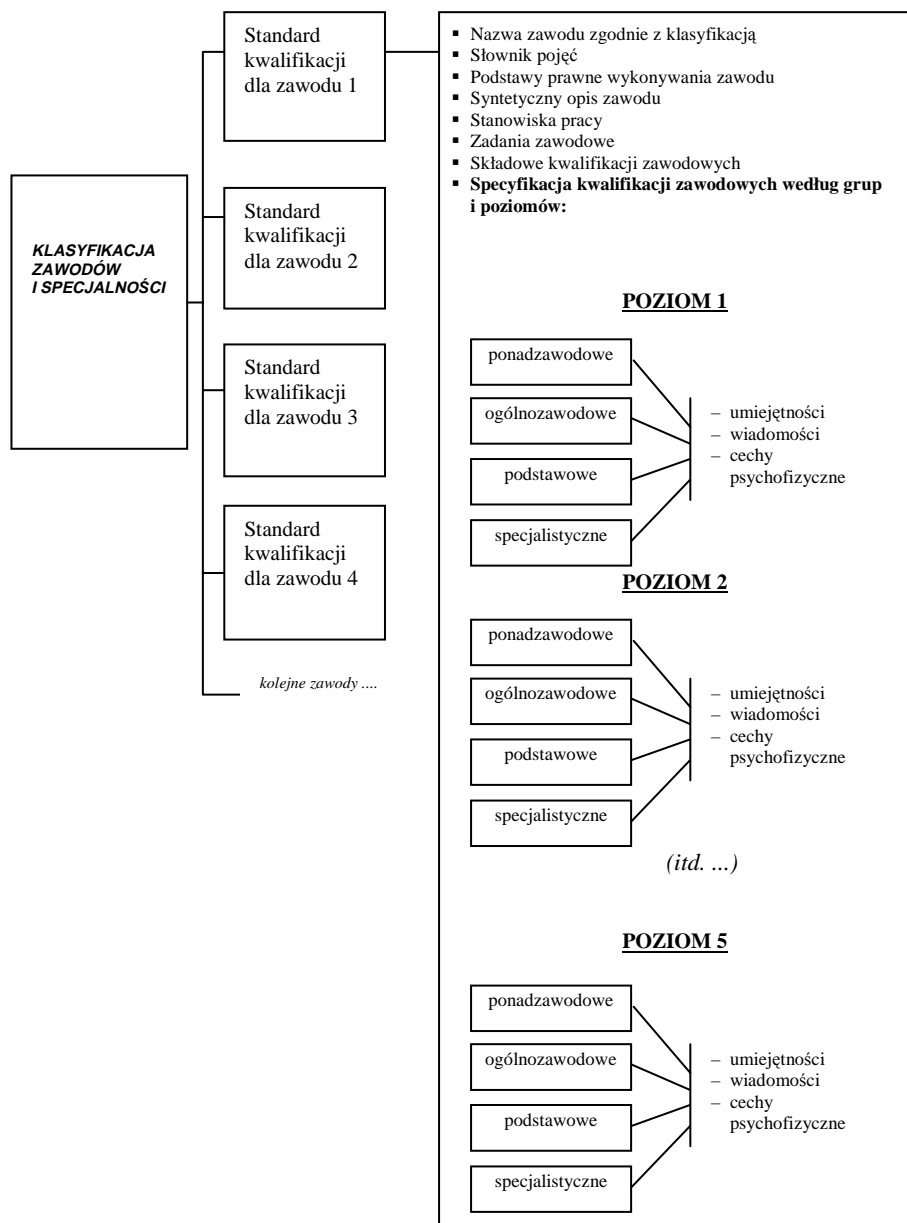 KLASYFIKACJA
ZAWODÓW
I SPECJALNOŚCI
Standard
kwalifikacji
dla zawodu 1
Standard
kwalifikacji
dla zawodu 2
Standard
kwalifikacji
dla zawodu 3
Standard
kwalifikacji
dla zawodu 4
kolejne zawody ....
▪ Nazwa zawodu zgodnie z klasyfikacją
▪ Słownik pojęć
▪ Podstawy prawne wykonywania zawodu
▪ Syntetyczny opis zawodu
▪ Stanowiska pracy
▪ Zadania zawodowe
▪ Składowe kwalifikacji zawodowych
▪ Specyfikacja kwalifikacji zawodowych według grup
i poziomów:
POZIOM 1
ponadzawodowe
ogólnozawodowe
podstawowe
specjalistyczne
– umiejętności
– wiadomości
– cechy
psychofizyczne
POZIOM 2
ponadzawodowe
ogólnozawodowe
podstawowe
specjalistyczne
– umiejętności
– wiadomości
– cechy
psychofizyczne
(itd. ...)
POZIOM 5
ponadzawodowe
ogólnozawodowe
podstawowe
specjalistyczne
– umiejętności
– wiadomości
– cechy
psychofizyczne